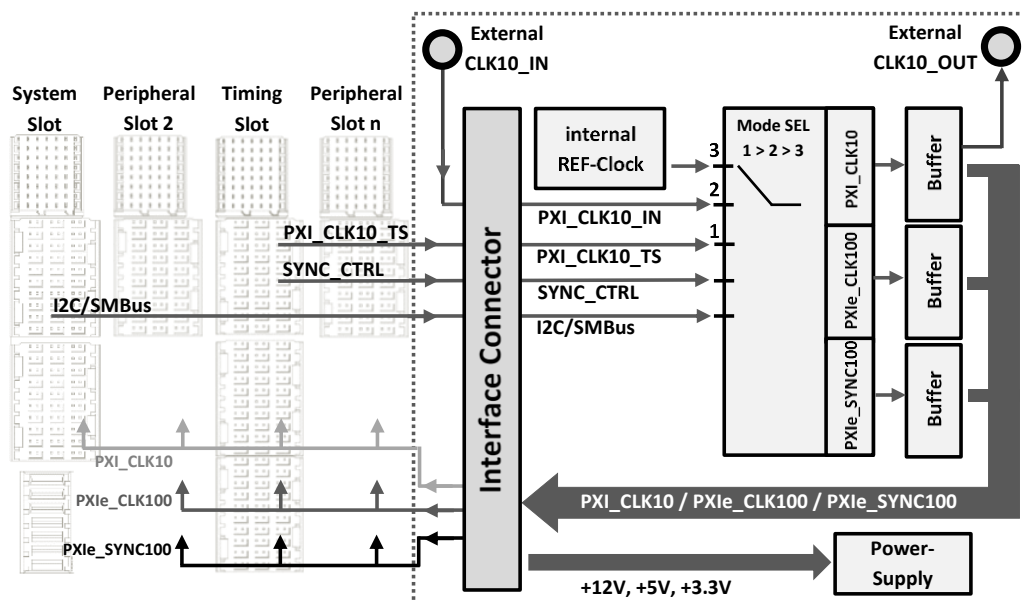 External
CLK10_IN
External
CLK10_OUT
System
Slot
Peripheral
Slot 2
Timing
Slot
Peripheral
Slot n
internal
REF-Clock
Mode SEL
1 > 2 > 3
3
2
1
PXI_CLK10
PXIe_CLK100
PXIe_SYNC100
Buffer
Buffer
Buffer
Interface Connector
PXI_CLK10_IN
PXI_CLK10_TS
PXI_CLK10_TS
SYNC_CTRL
SYNC_CTRL
I2C/SMBus
I2C/SMBus
PXI_CLK10
PXIe_CLK100
PXIe_SYNC100
PXI_CLK10 / PXIe_CLK100 / PXIe_SYNC100
+12V, +5V, +3.3V
Power-
Supply